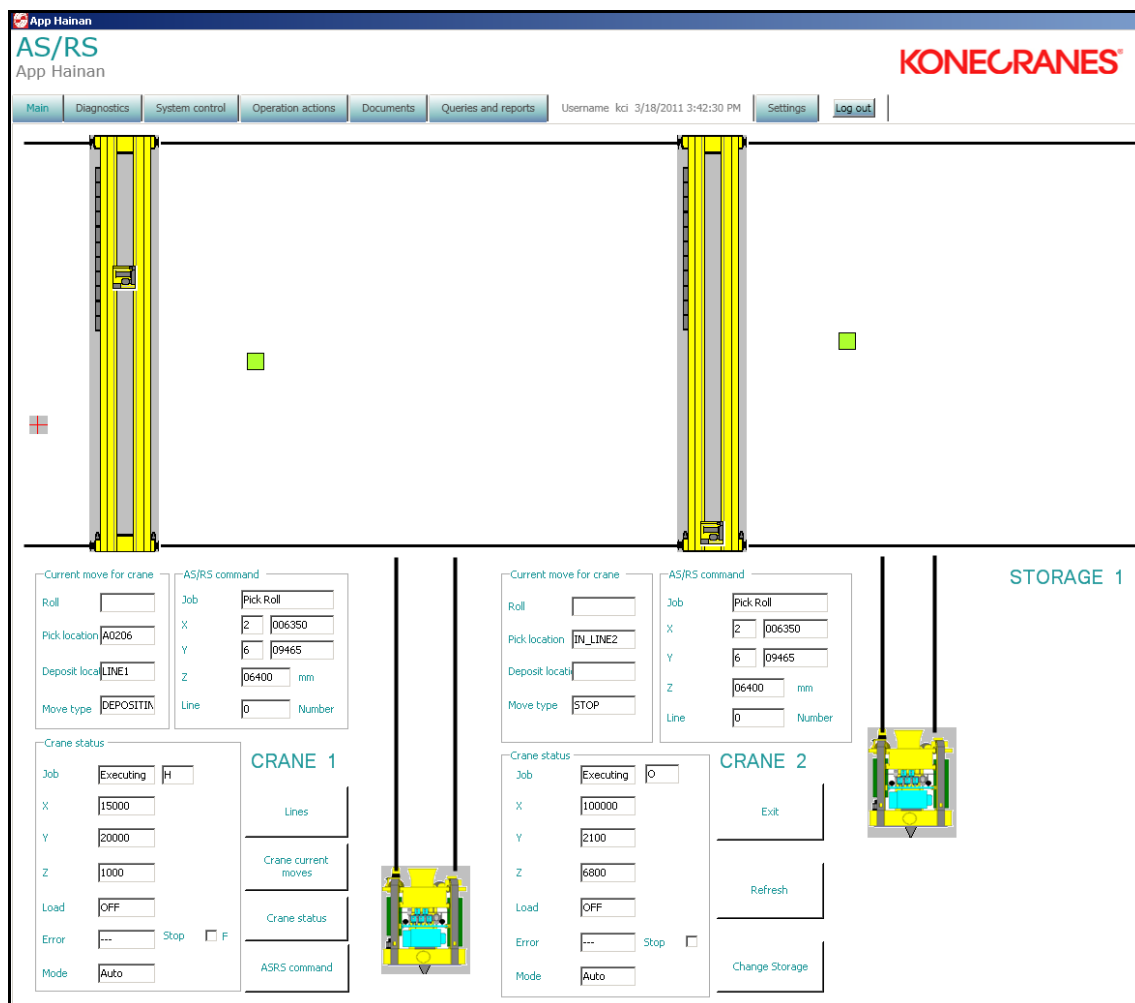 App Hainan
AS/RS
App Hainan
KONECRANES®
Main Diagnostics System control Operation actions Documents Queries and reports Username kci 3/18/2011 3:42:30 PM Settings Log out
STORAGE 1
Current move for crane
Roll
Pick location A0206
Deposit loca LINE1
Move type DEPOSITIN
AS/RS command
Job Pick Roll
X 2 006350
Y 6 09465
Z 06400 mm
Line 0 Number
Crane status
Job Executing H
X 15000
Y 20000
Z 1000
Load OFF
Error --- Stop F
Mode Auto
CRANE 1
Lines
Crane current
moves
Crane status
ASRS command
Current move for crane
Roll
Pick location IN_LINE2
Deposit locati
Move type STOP
AS/RS command
Job Pick Roll
X 2 006350
Y 6 09465
Z 06400 mm
Line 0 Number
Crane status
Job Executing O
X 100000
Y 2100
Z 6800
Load OFF
Error --- Stop
Mode Auto
CRANE 2
Exit
Refresh
Change Storage